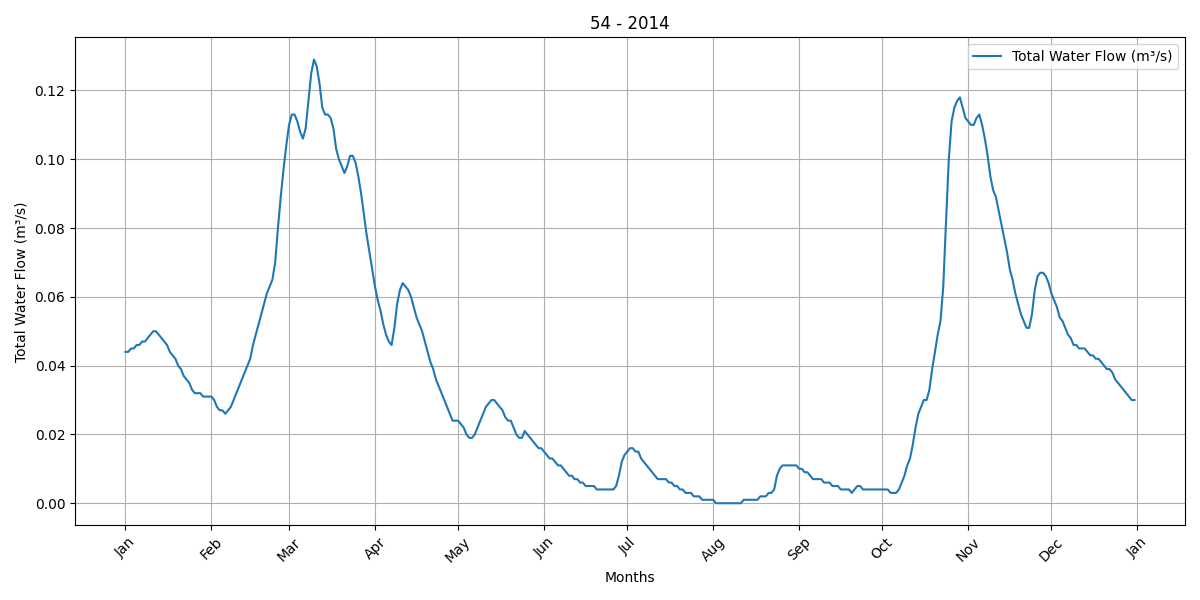 54 - 2014
Total Water Flow (m³/s)
Total Water Flow (m³/s)
0.12
0.10
0.08
0.06
0.04
0.02
0.00
Jan Feb Mar Apr May Jun Jul Aug Sep Oct Nov Dec Jan
Months